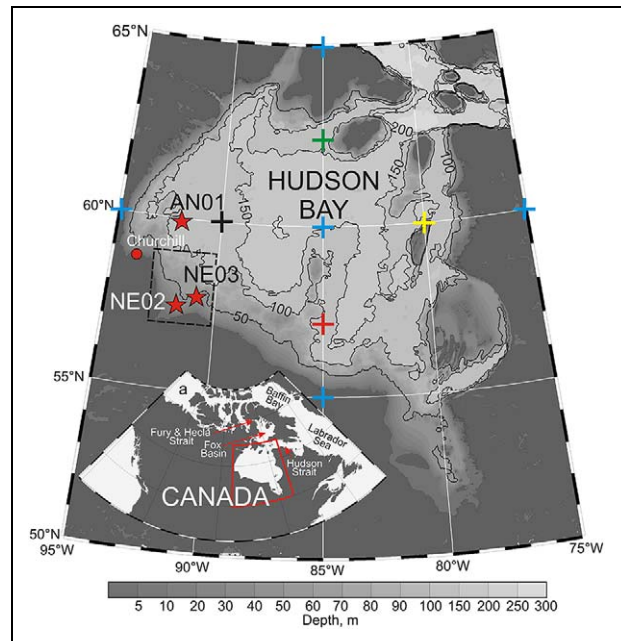 65°N
60°N
55°N
50°N
95°W
90°W
85°W
80°W
75°W
HUDSON
BAY
200
150
100
150
100
50
AN01
Churchill
NE03
NE02
a
Baffin
Bay
Labrador
Sea
Fury & Hecla
Strait
Fox
Basin
Hudson
Strait
CANADA
5 10 20 30 40 50 60 70 80 90 100 150 200 250 300
Depth, m